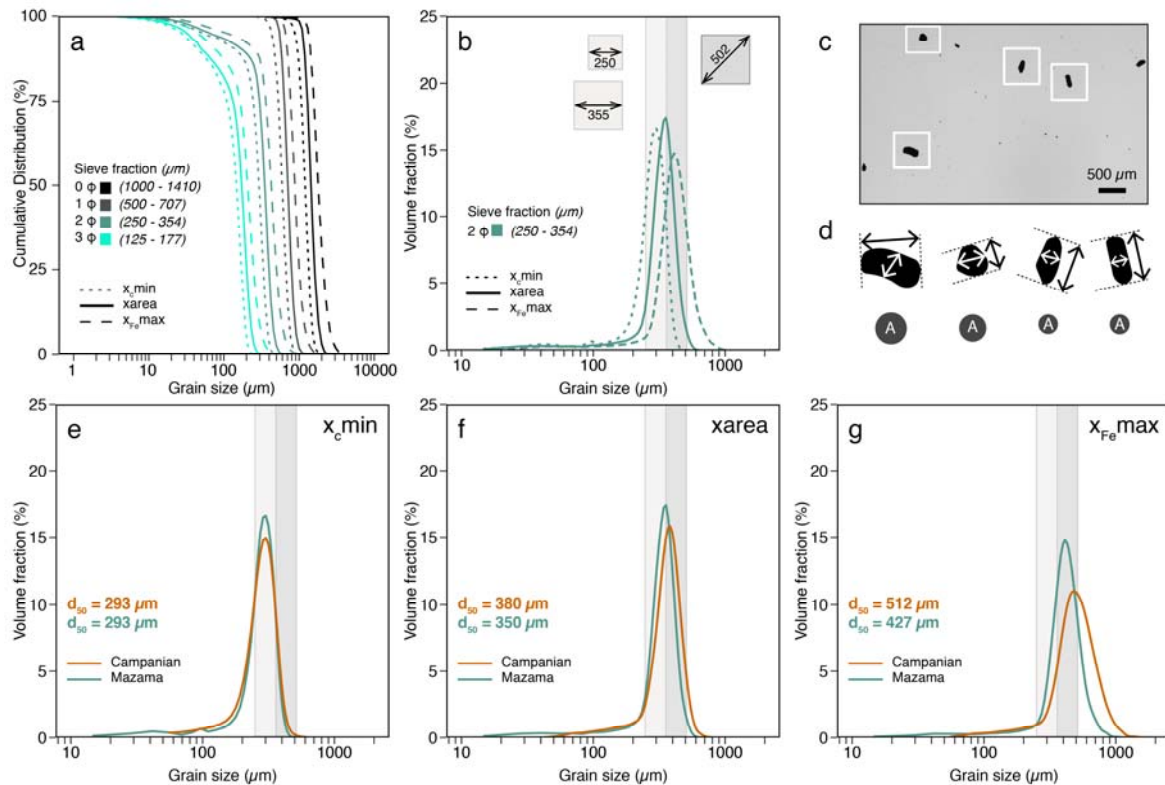 a
100
75
50
25
0
Cumulative Distribution (%)
Sieve fraction (µm)
0 ϕ (1000 - 1410)
1 ϕ (500 - 707)
2 ϕ (250 - 354)
3 ϕ (125 - 177)
x_cmin
xarea
x_Femax
1 10 100 1000 10000
Grain size (µm)
b
25
20
15
10
5
0
Volume fraction (%)
250
355
502
Sieve fraction (µm)
2 ϕ (250 - 354)
x_cmin
xarea
x_Femax
10 100 1000
Grain size (µm)
c
500 µm
d
A A A A
e
x_cmin
25
20
15
10
5
0
Volume fraction (%)
d50 = 293 µm
d50 = 293 µm
Campanian
Mazama
10 100 1000
Grain size (µm)
f
xarea
25
20
15
10
5
0
Volume fraction (%)
d50 = 380 µm
d50 = 350 µm
Campanian
Mazama
10 100 1000
Grain size (µm)
g
x_Femax
25
20
15
10
5
0
Volume fraction (%)
d50 = 512 µm
d50 = 427 µm
Campanian
Mazama
10 100 1000
Grain size (µm)